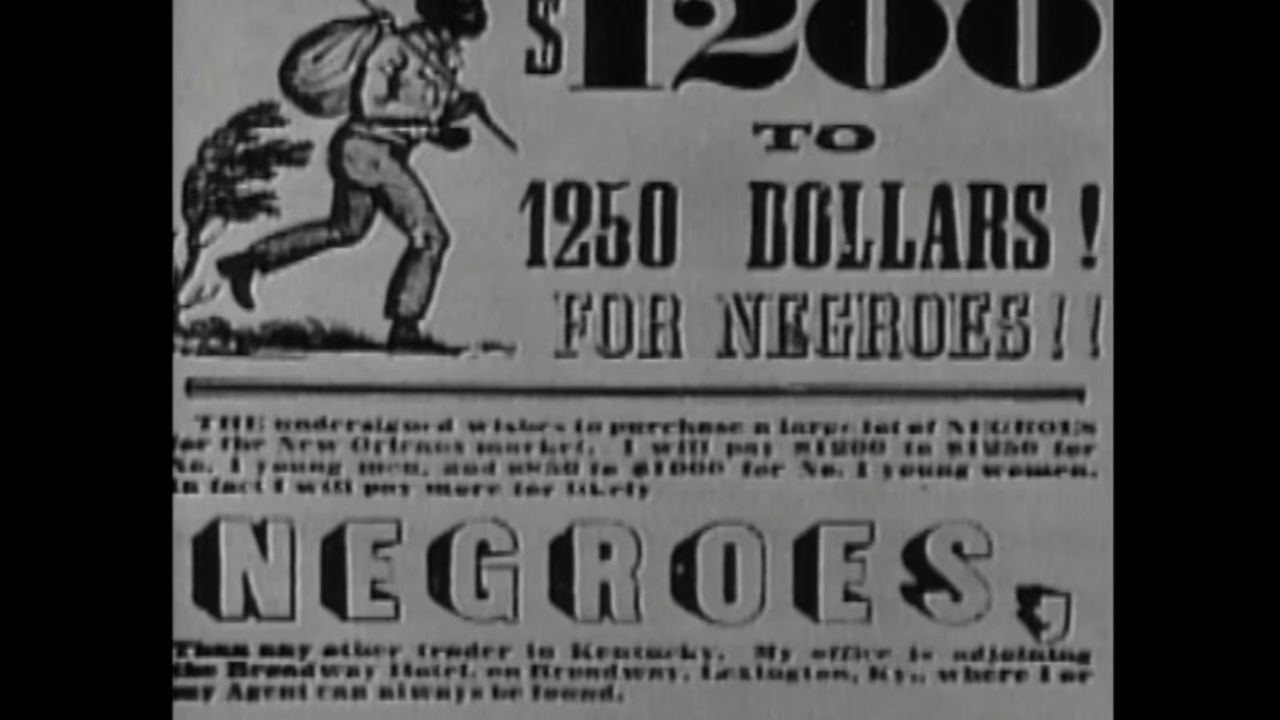 $1200
TO
1250 DOLLARS!
FOR NEGROES!!
THE undersigned wishes to purchase a large lot of NEGROES
for the New Orleans market. I will pay $1200 to $1250 for
No. 1 young men, and $850 to $1000 for No. 1 young women.
In fact I will pay more for likely
NEGROES,
Than any other trader in Kentucky. My office is adjoining
the Broadway Hotel, on Broadway, Lexington, Ky., where I or
my Agent can always be found.